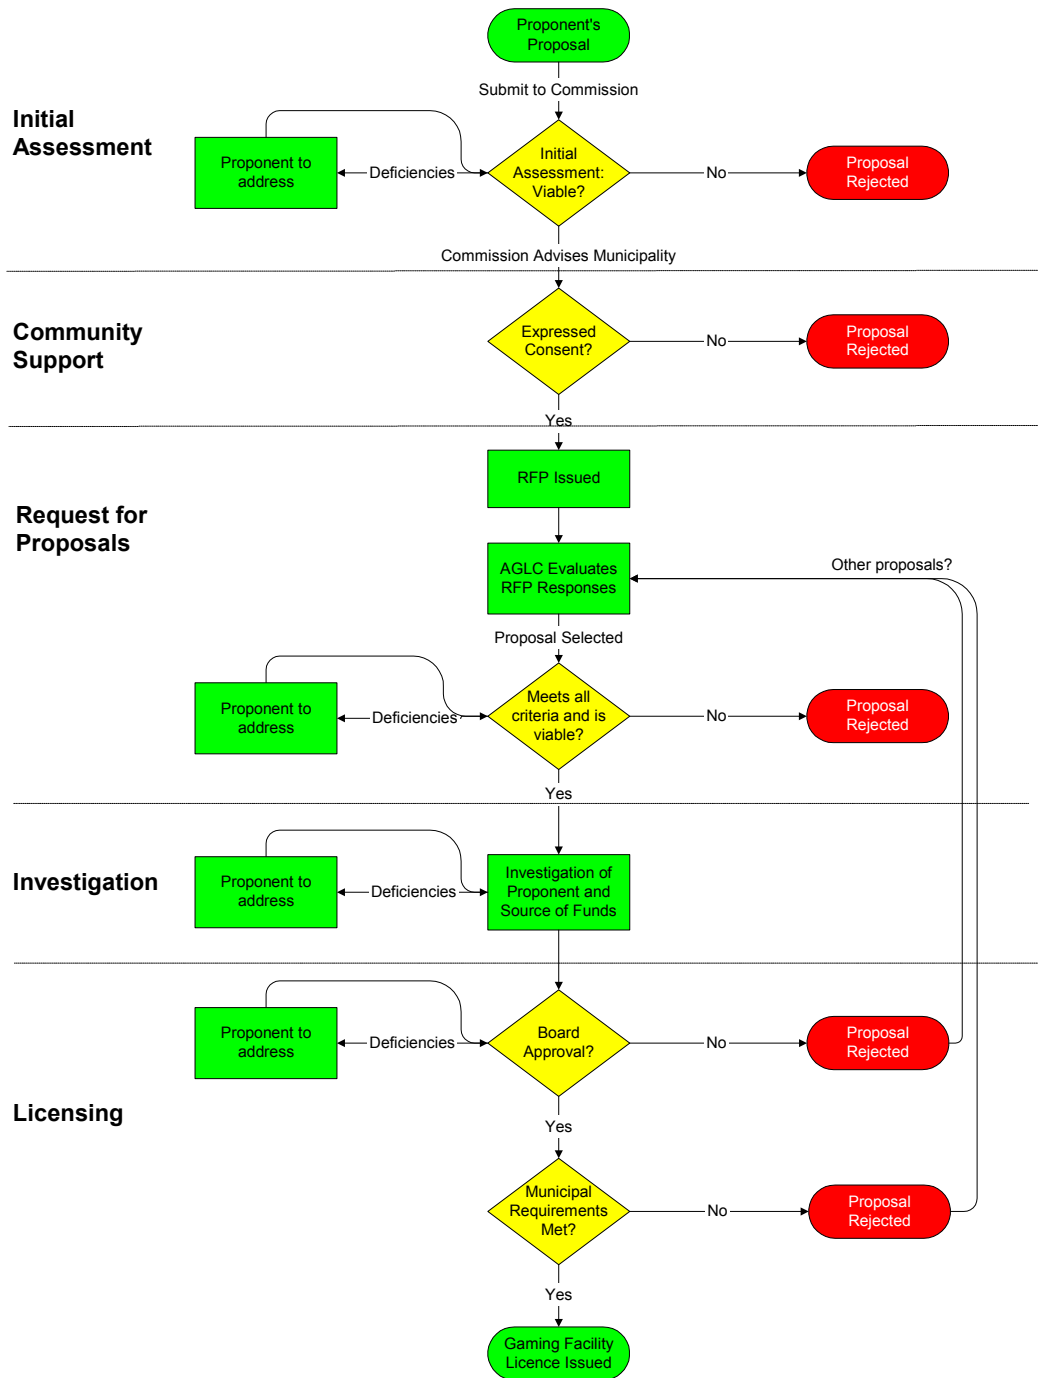 Proponent's
Proposal
Submit to Commission
Initial
Assessment
Proponent to
address
Deficiencies
Initial
Assessment:
Viable?
No
Proposal
Rejected
Commission Advises Municipality
Community
Support
Expressed
Consent?
No
Proposal
Rejected
Yes
RFP Issued
Request for
Proposals
AGLC Evaluates
RFP Responses
Other proposals?
Proposal Selected
Proponent to
address
Deficiencies
Meets all
criteria and is
viable?
No
Proposal
Rejected
Yes
Investigation
Proponent to
address
Deficiencies
Investigation of
Proponent and
Source of Funds
Proponent to
address
Deficiencies
Board
Approval?
No
Proposal
Rejected
Licensing
Yes
Municipal
Requirements
Met?
No
Proposal
Rejected
Yes
Gaming Facility
Licence Issued